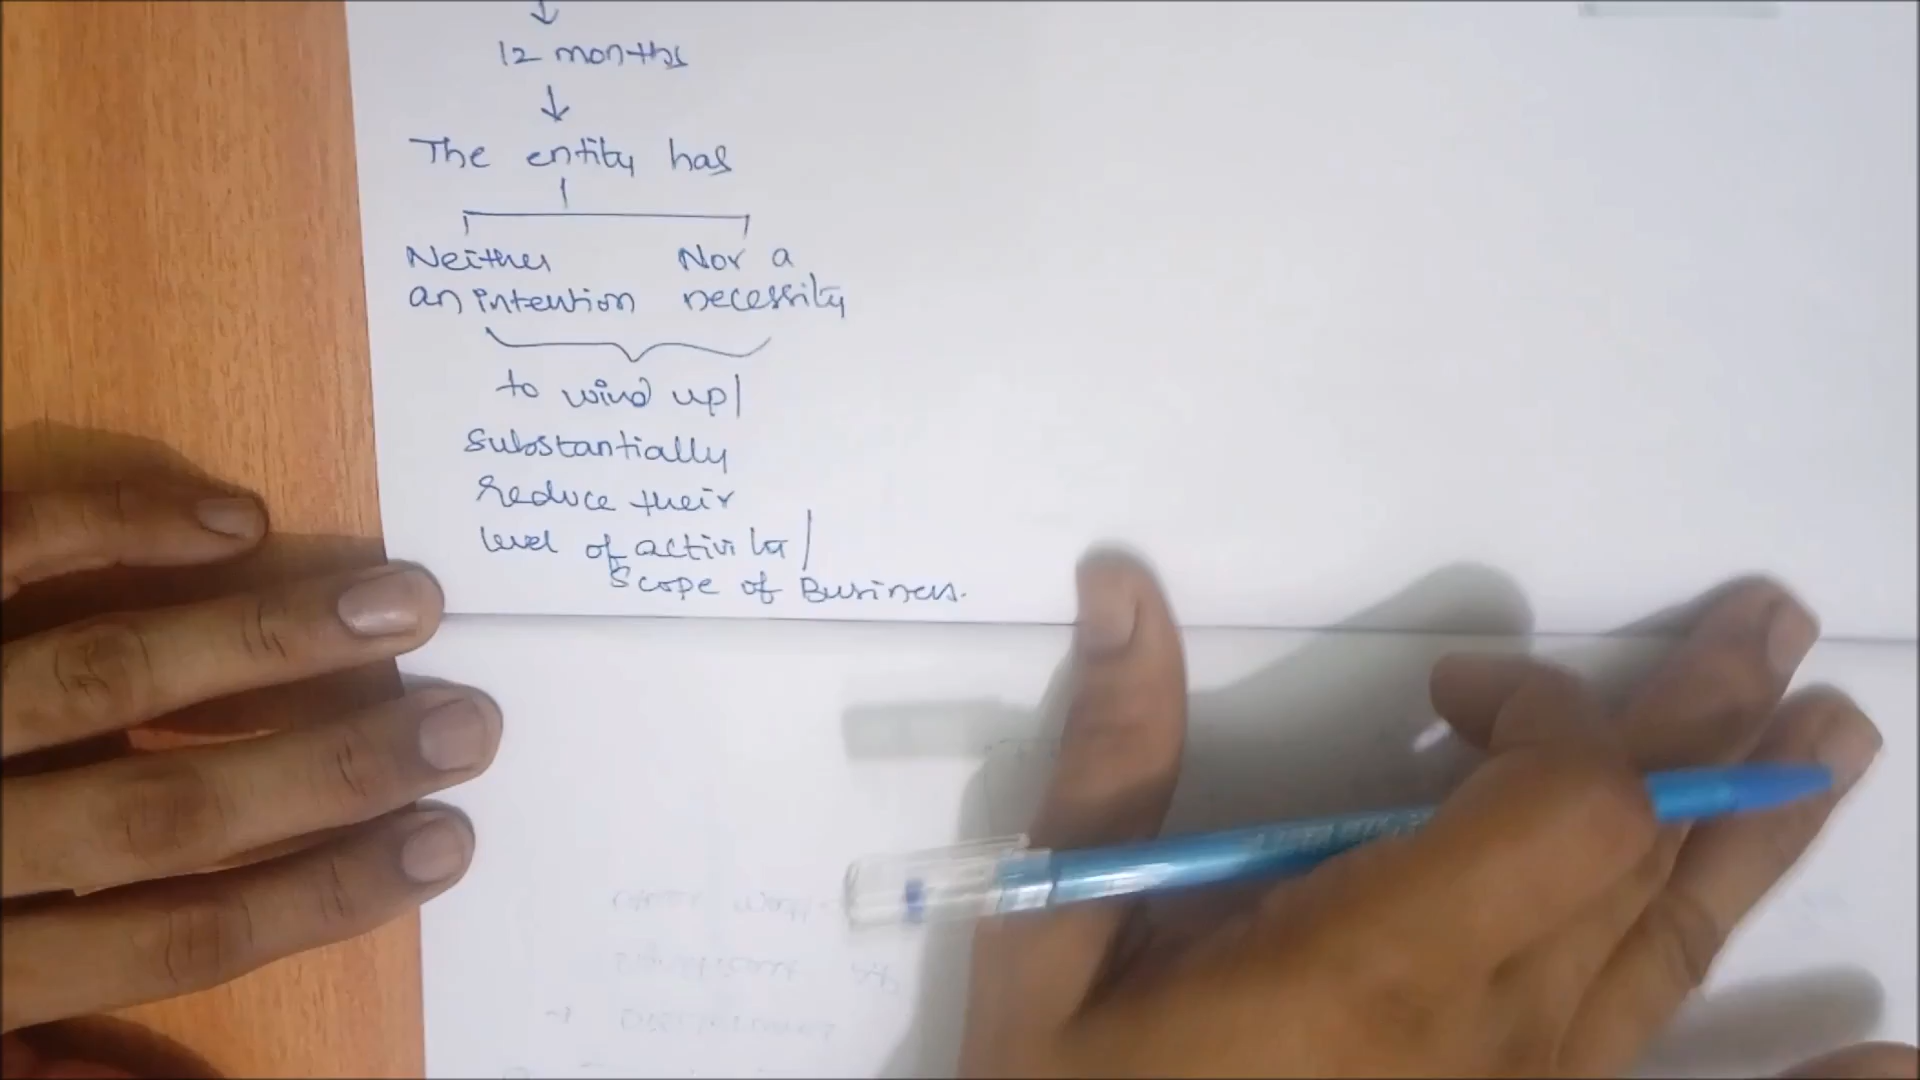 12 months
The entity has
Neither Nor a
an intention necessity
to wind up/
Substantially
reduce their
level of activity/
Scope of Business.